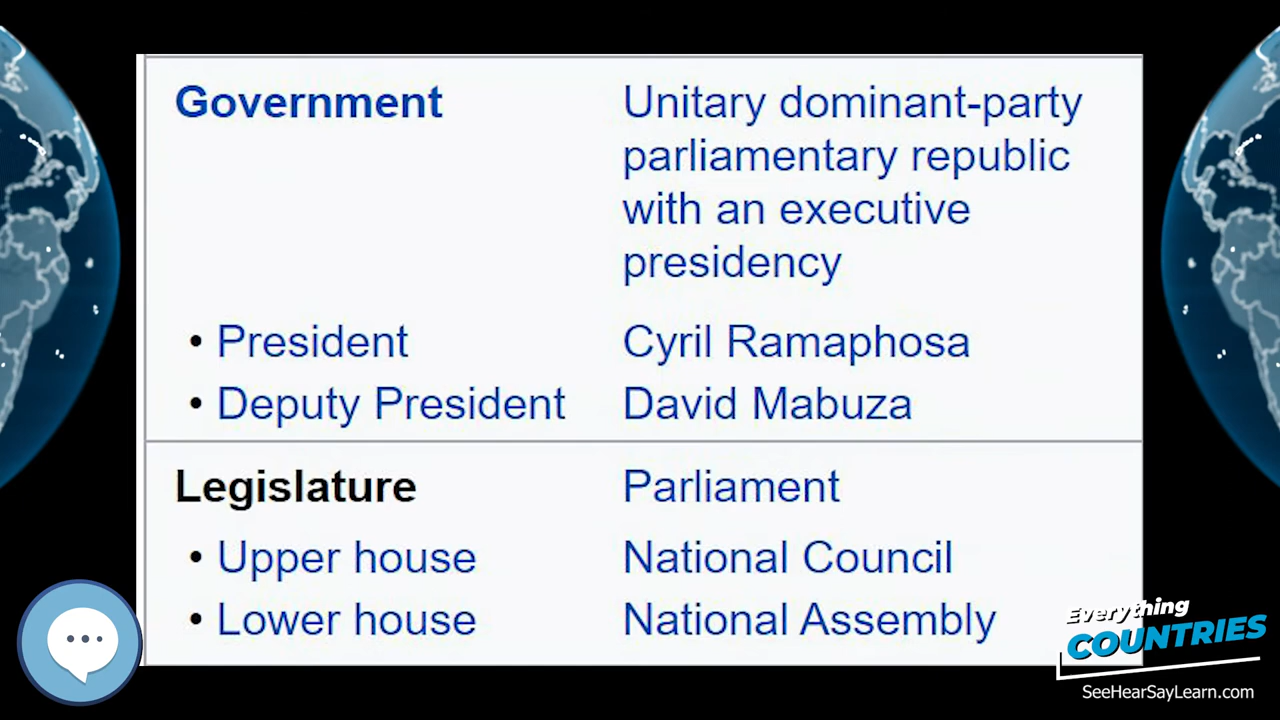 Government
Unitary dominant-party
parliamentary republic
with an executive
presidency
• President
Cyril Ramaphosa
• Deputy President
David Mabuza
Legislature
Parliament
• Upper house
National Council
• Lower house
National Assembly
Everything
COUNTRIES
SeeHearSayLearn.com